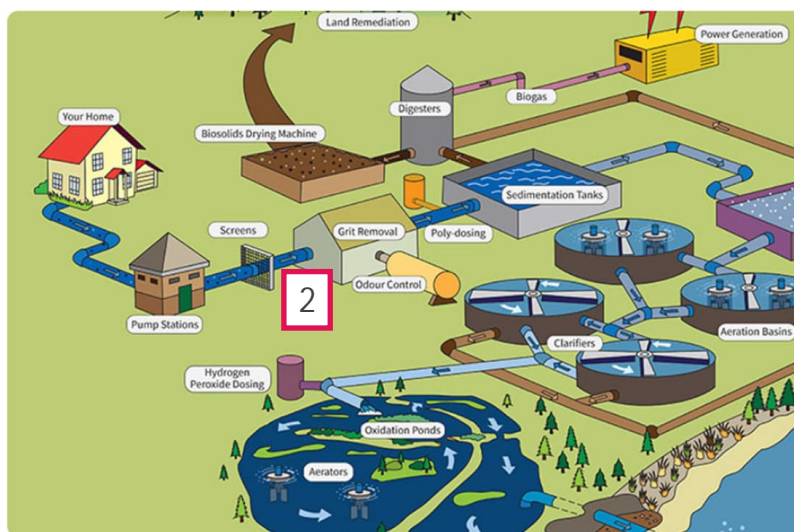 Land Remediation
Power Generation
Biogas
Digesters
Your Home
Biosolids Drying Machine
Sedimentation Tanks
Screens
Grit Removal
Poly-dosing
Odour Control
2
Pump Stations
Aeration Basins
Clarifiers
Hydrogen
Peroxide Dosing
Oxidation Ponds
Aerators